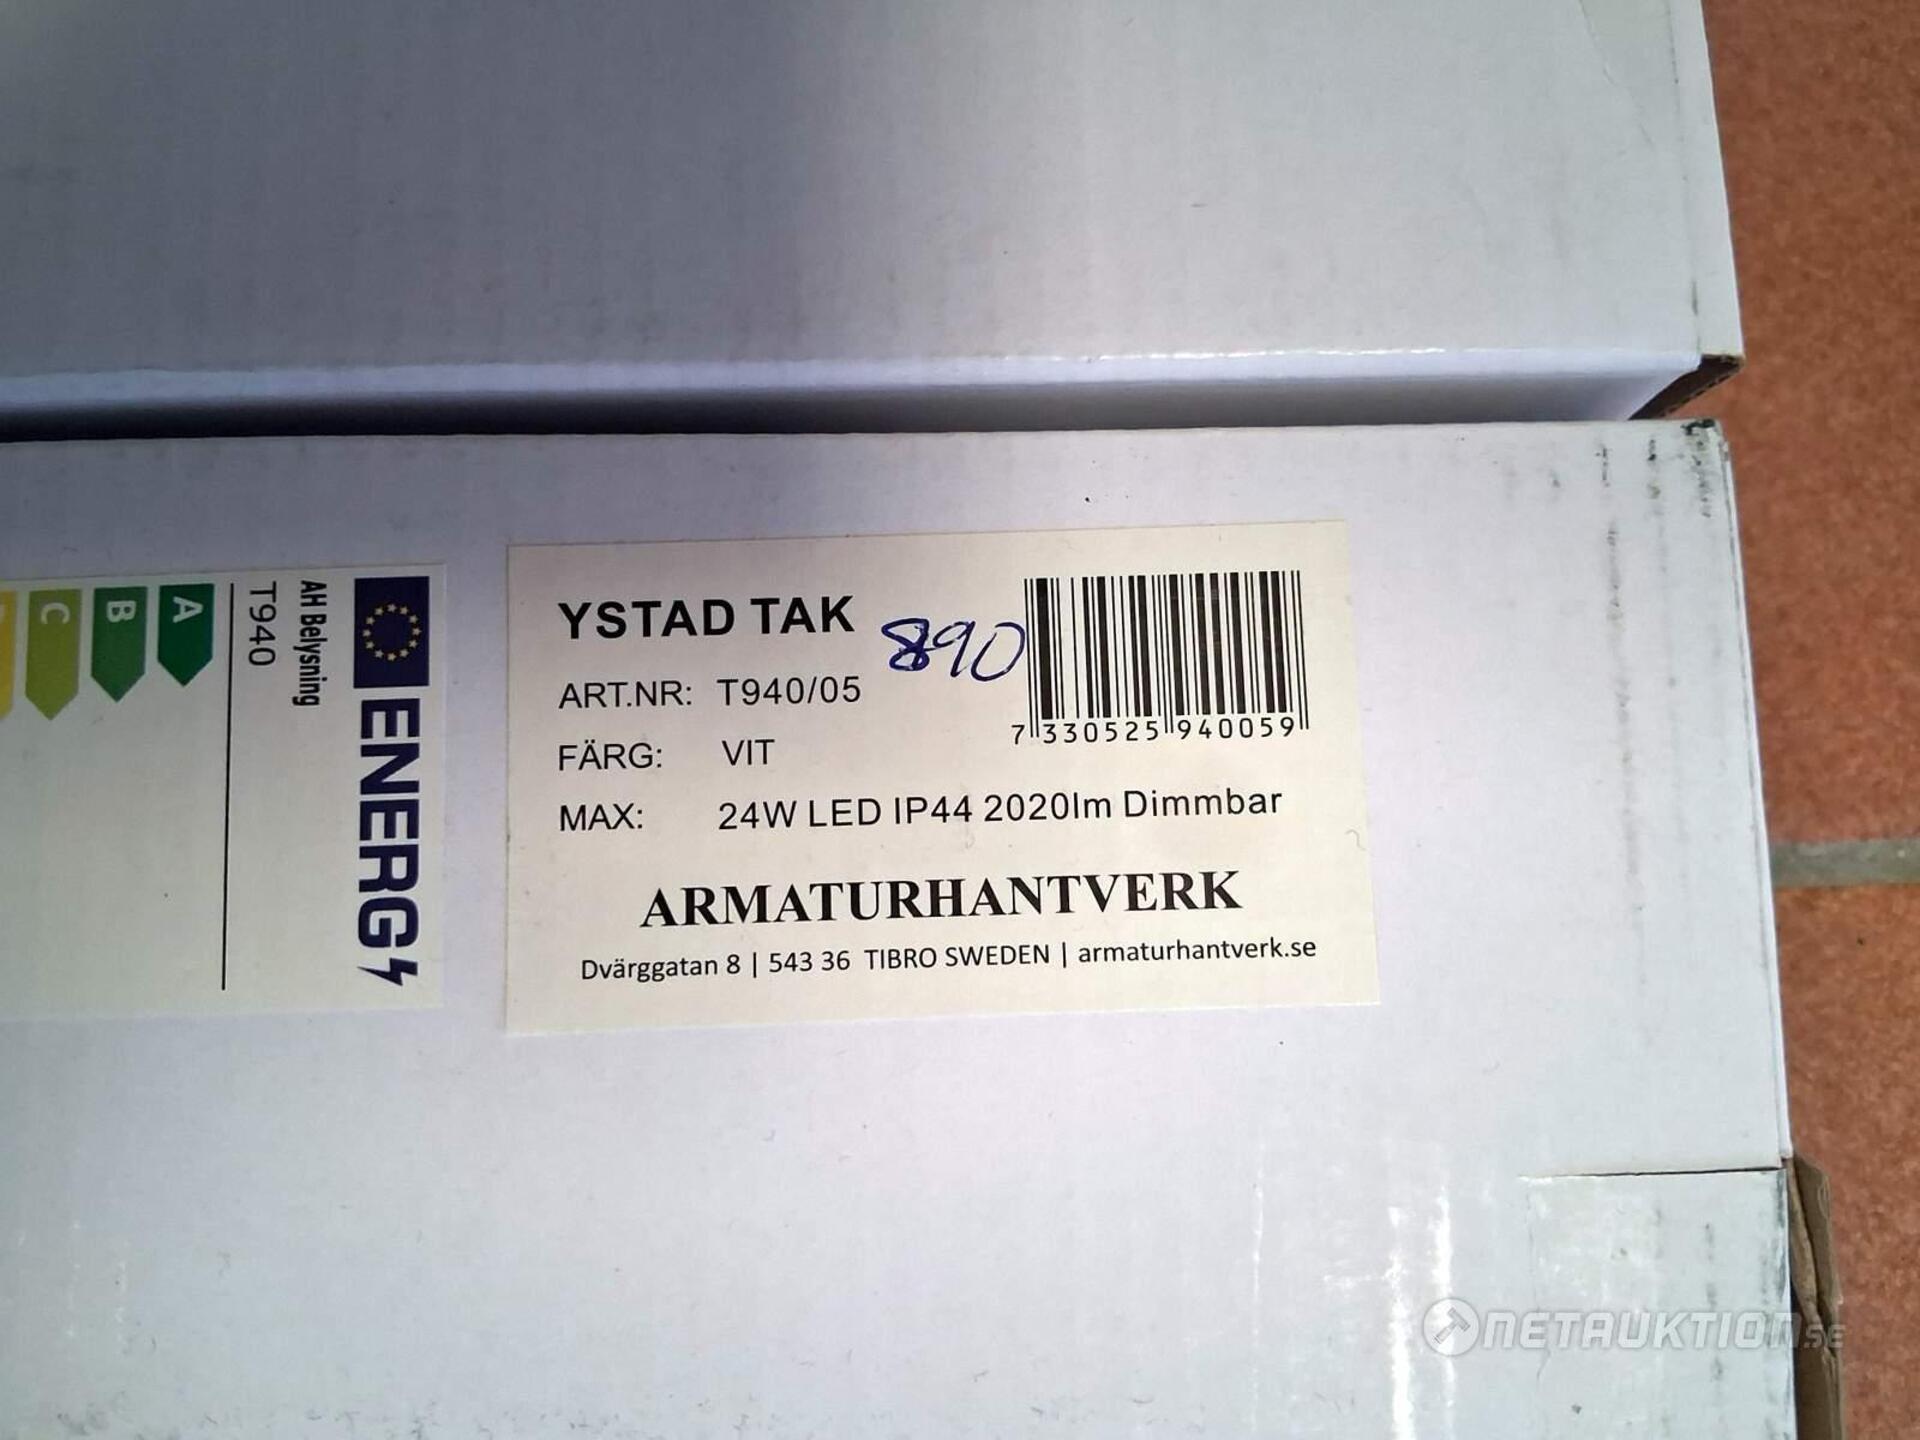 YSTAD TAK
890
ART.NR: T940/05
FÄRG: VIT
MAX: 24W LED IP44 2020lm Dimmbar
7 330525 940059
ARMATURHANTVERK
Dvärggatan 8 | 543 36 TIBRO SWEDEN | armaturhantverk.se
ENERG
AH Belysning
T940
A
B
C
NETAUKTION.SE